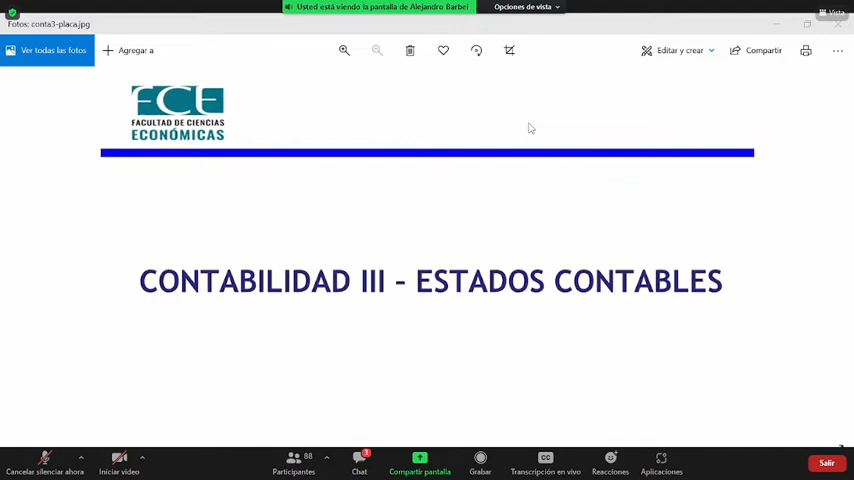 Usted está viendo la pantalla de Alejandro Barbei
Opciones de vista
Vista
Fotos: conta3-placa.jpg
Ver todas las fotos
Agregar a
Editar y crear
Compartir
FCE
FACULTAD DE CIENCIAS
ECONÓMICAS
CONTABILIDAD III – ESTADOS CONTABLES
88
3
CC
Cancelar silenciar ahora
Iniciar video
Participantes
Chat
Compartir pantalla
Grabar
Transcripción en vivo
Reacciones
Aplicaciones
Salir